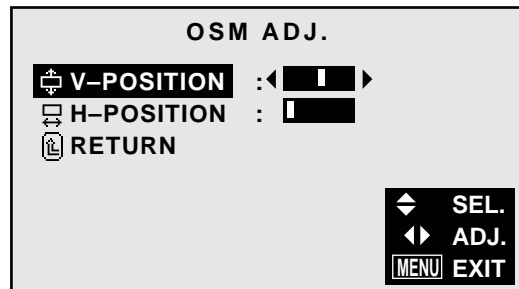 OSM ADJ.
V–POSITION :
H–POSITION :
RETURN
SEL.
ADJ.
MENU EXIT